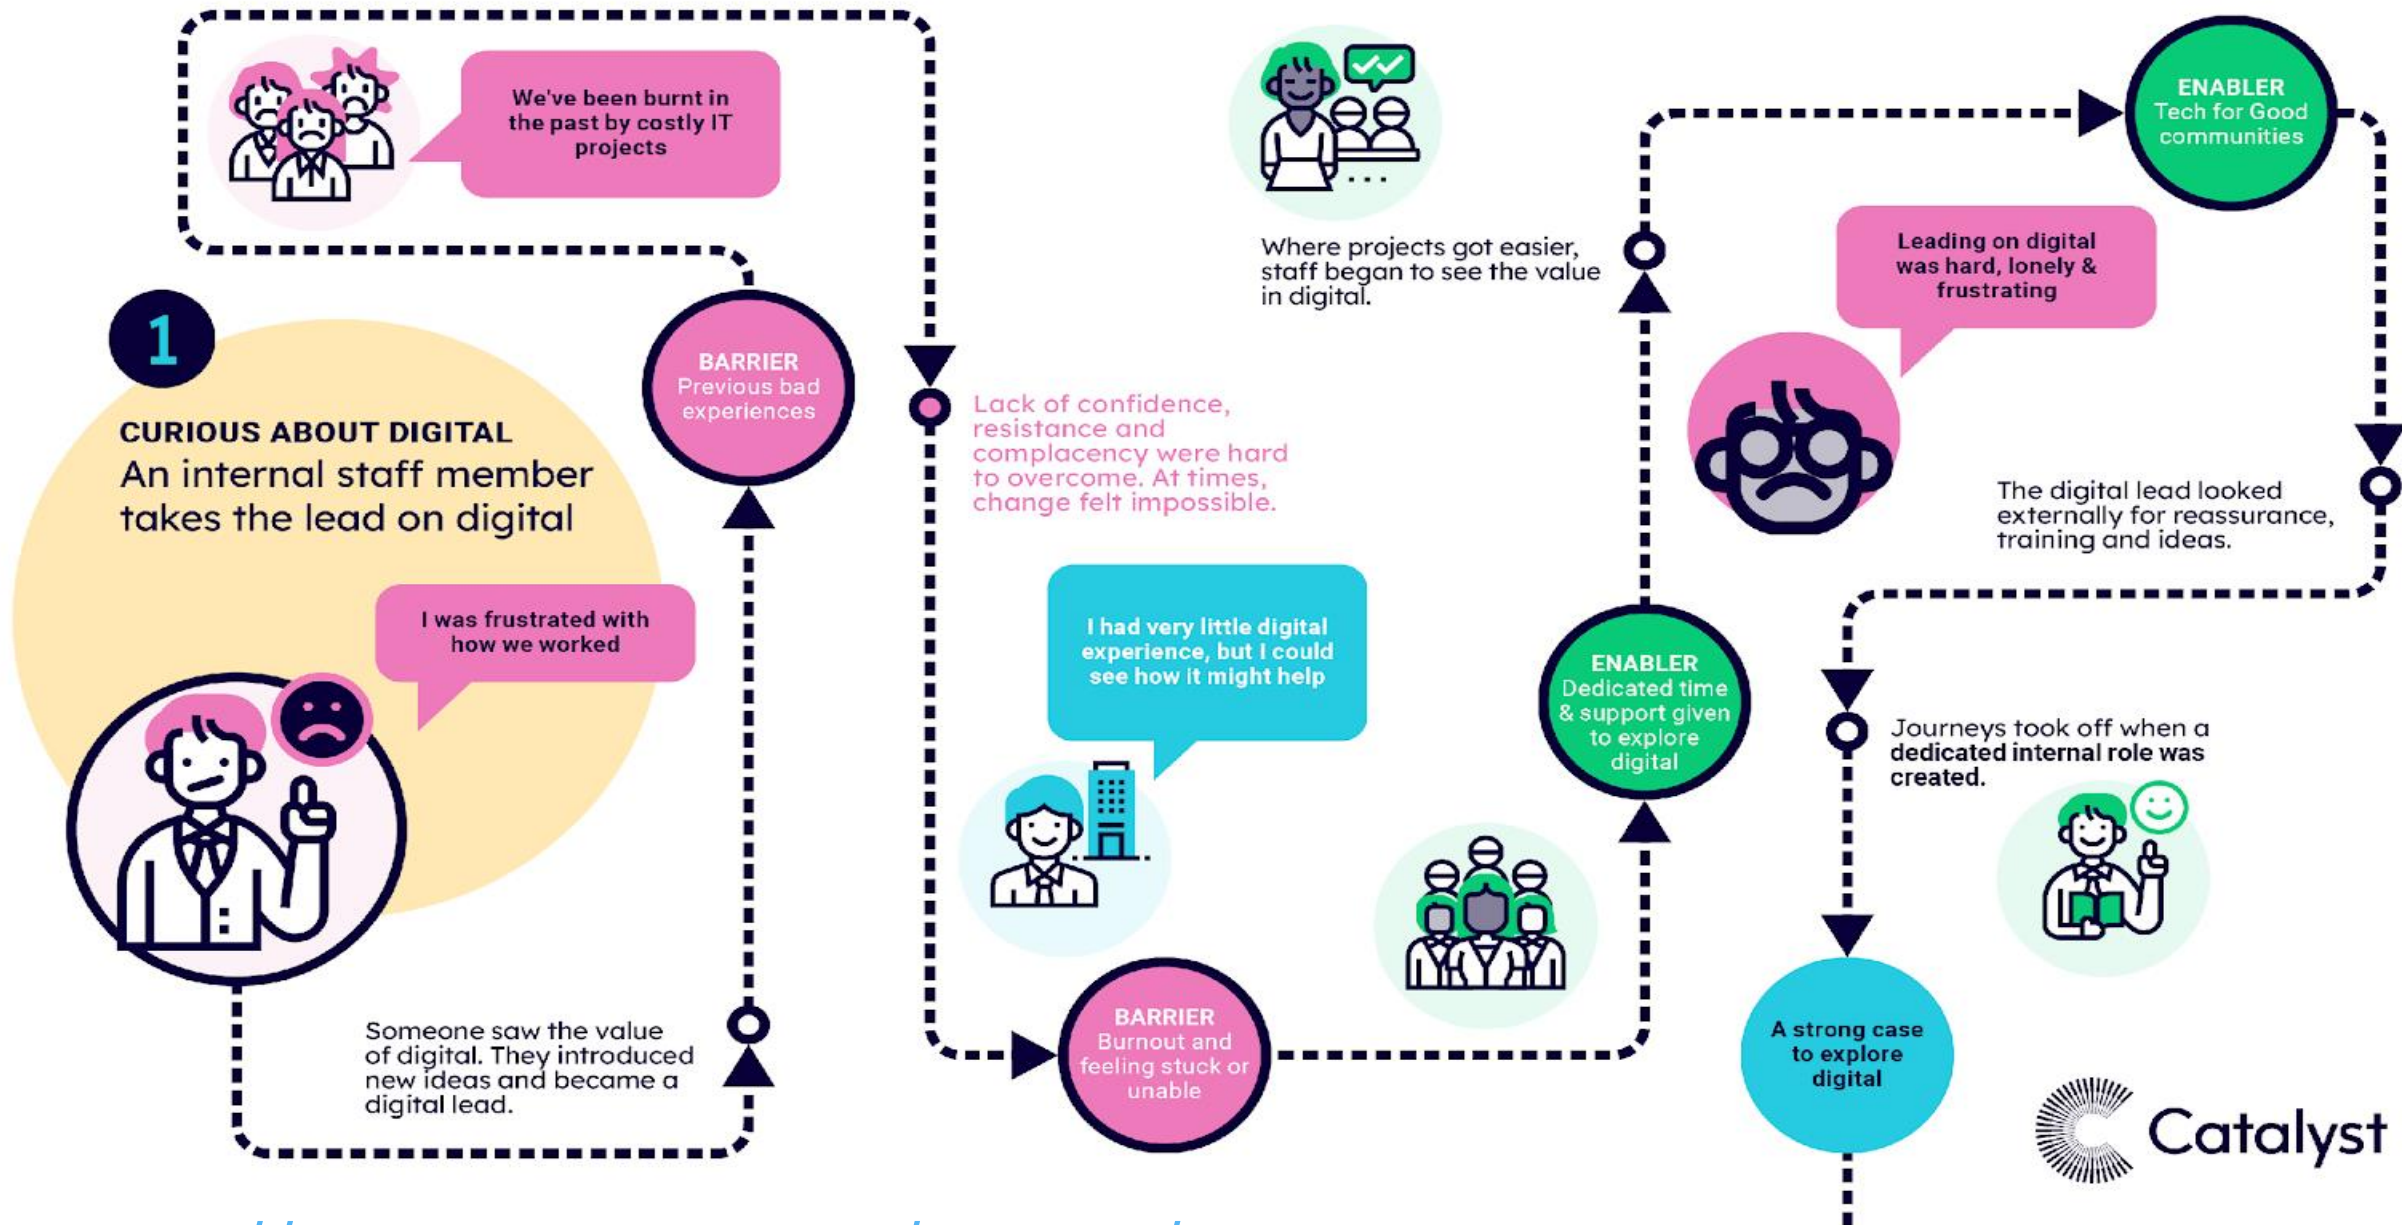 We've been burnt in
the past by costly IT
projects
1
CURIOUS ABOUT DIGITAL
An internal staff member
takes the lead on digital
I was frustrated with
how we worked
Someone saw the value
of digital. They introduced
new ideas and became a
digital lead.
BARRIER
Previous bad
experiences
Lack of confidence,
resistance and
complacency were hard
to overcome. At times,
change felt impossible.
I had very little digital
experience, but I could
see how it might help
BARRIER
Burnout and
feeling stuck or
unable
ENABLER
Dedicated time
& support given
to explore
digital
Where projects got easier,
staff began to see the value
in digital.
ENABLER
Tech for Good
communities
Leading on digital
was hard, lonely &
frustrating
The digital lead looked
externally for reassurance,
training and ideas.
Journeys took off when a
dedicated internal role was
created.
A strong case
to explore
digital
Catalyst